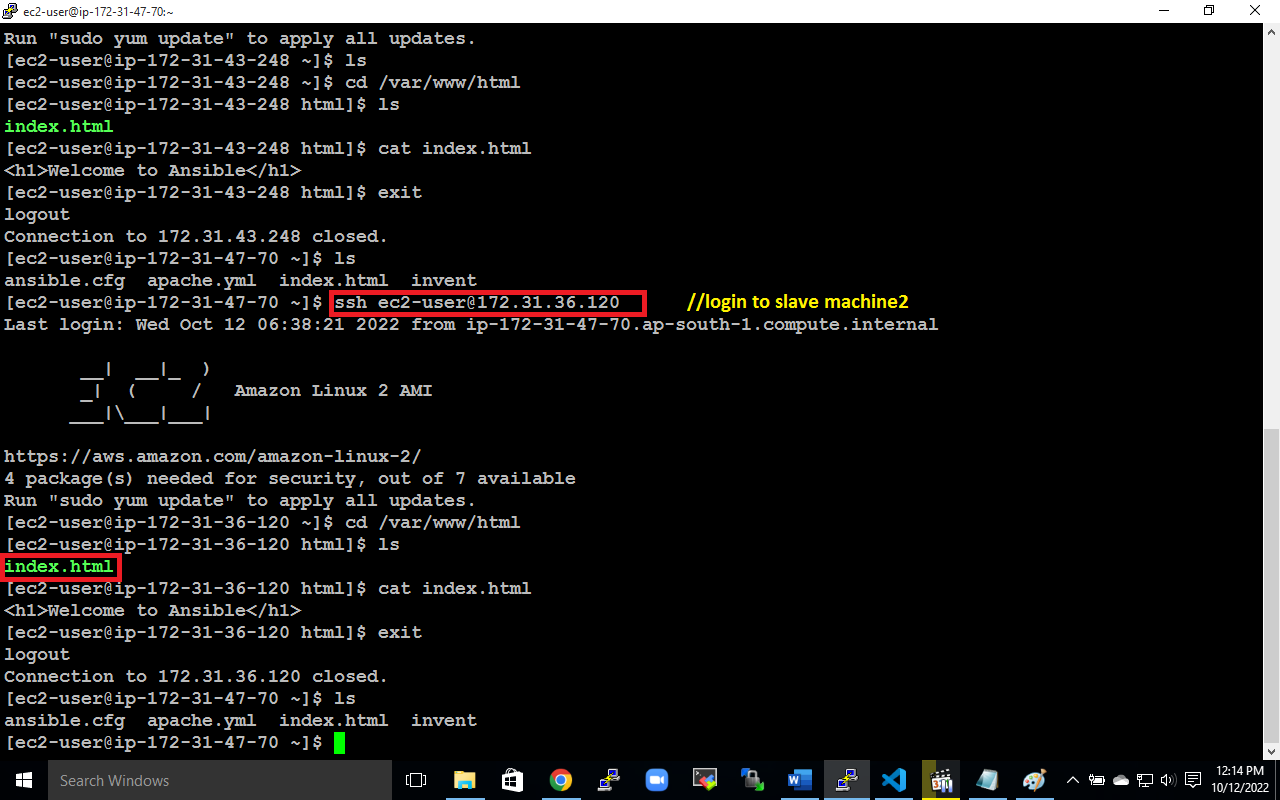 ec2-user@ip-172-31-47-70:~
Run "sudo yum update" to apply all updates.
[ec2-user@ip-172-31-43-248 ~]$ ls
[ec2-user@ip-172-31-43-248 ~]$ cd /var/www/html
[ec2-user@ip-172-31-43-248 html]$ ls
index.html
[ec2-user@ip-172-31-43-248 html]$ cat index.html
<h1>Welcome to Ansible</h1>
[ec2-user@ip-172-31-43-248 html]$ exit
logout
Connection to 172.31.43.248 closed.
[ec2-user@ip-172-31-47-70 ~]$ ls
ansible.cfg  apache.yml  index.html  invent
[ec2-user@ip-172-31-47-70 ~]$ ssh ec2-user@172.31.36.120 //login to slave machine2
Last login: Wed Oct 12 06:38:21 2022 from ip-172-31-47-70.ap-south-1.compute.internal
       __|  __|_  )
       _|  (     /   Amazon Linux 2 AMI
      ___|\___|___|
https://aws.amazon.com/amazon-linux-2/
4 package(s) needed for security, out of 7 available
Run "sudo yum update" to apply all updates.
[ec2-user@ip-172-31-36-120 ~]$ cd /var/www/html
[ec2-user@ip-172-31-36-120 html]$ ls
index.html
[ec2-user@ip-172-31-36-120 html]$ cat index.html
<h1>Welcome to Ansible</h1>
[ec2-user@ip-172-31-36-120 html]$ exit
logout
Connection to 172.31.36.120 closed.
[ec2-user@ip-172-31-47-70 ~]$ ls
ansible.cfg  apache.yml  index.html  invent
[ec2-user@ip-172-31-47-70 ~]$
Search Windows
12:14 PM
10/12/2022